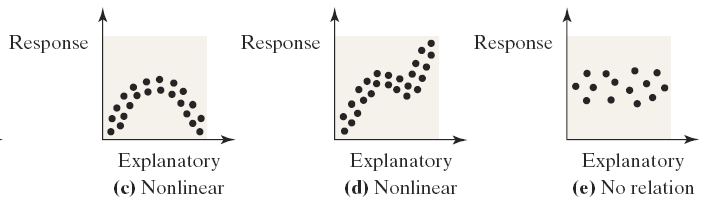 Response
Explanatory
(c) Nonlinear
Response
Explanatory
(d) Nonlinear
Response
Explanatory
(e) No relation